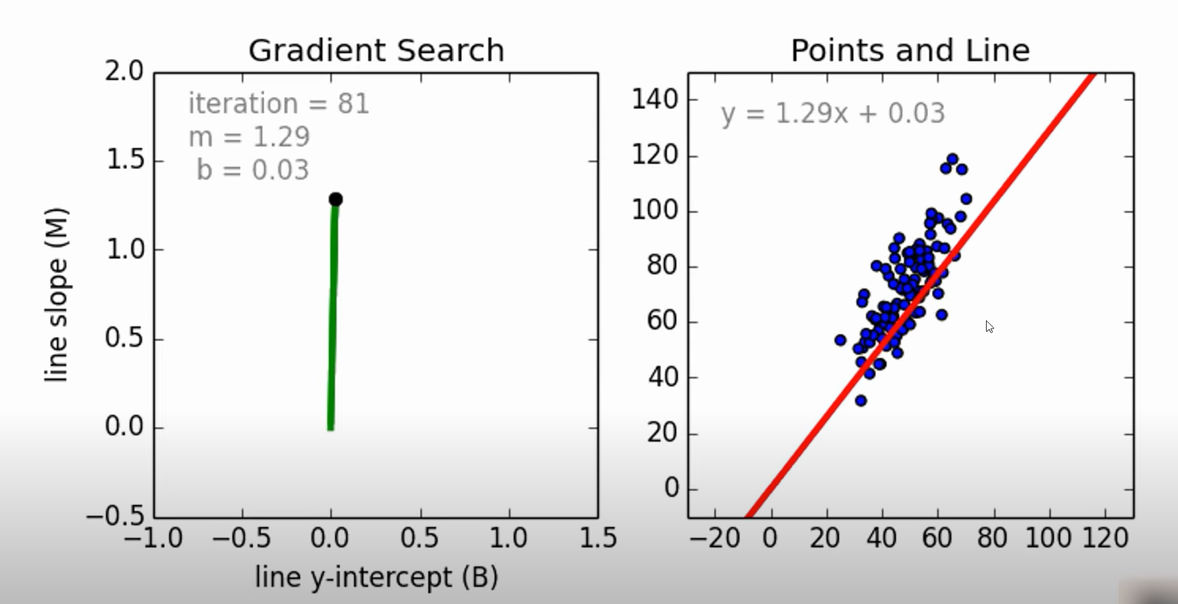 Gradient Search
iteration = 81
m = 1.29
b = 0.03
2.0
1.5
1.0
0.5
0.0
−0.5
−1.0 −0.5 0.0 0.5 1.0 1.5
line slope (M)
line y-intercept (B)
Points and Line
y = 1.29x + 0.03
140
120
100
80
60
40
20
0
−20 0 20 40 60 80 100 120